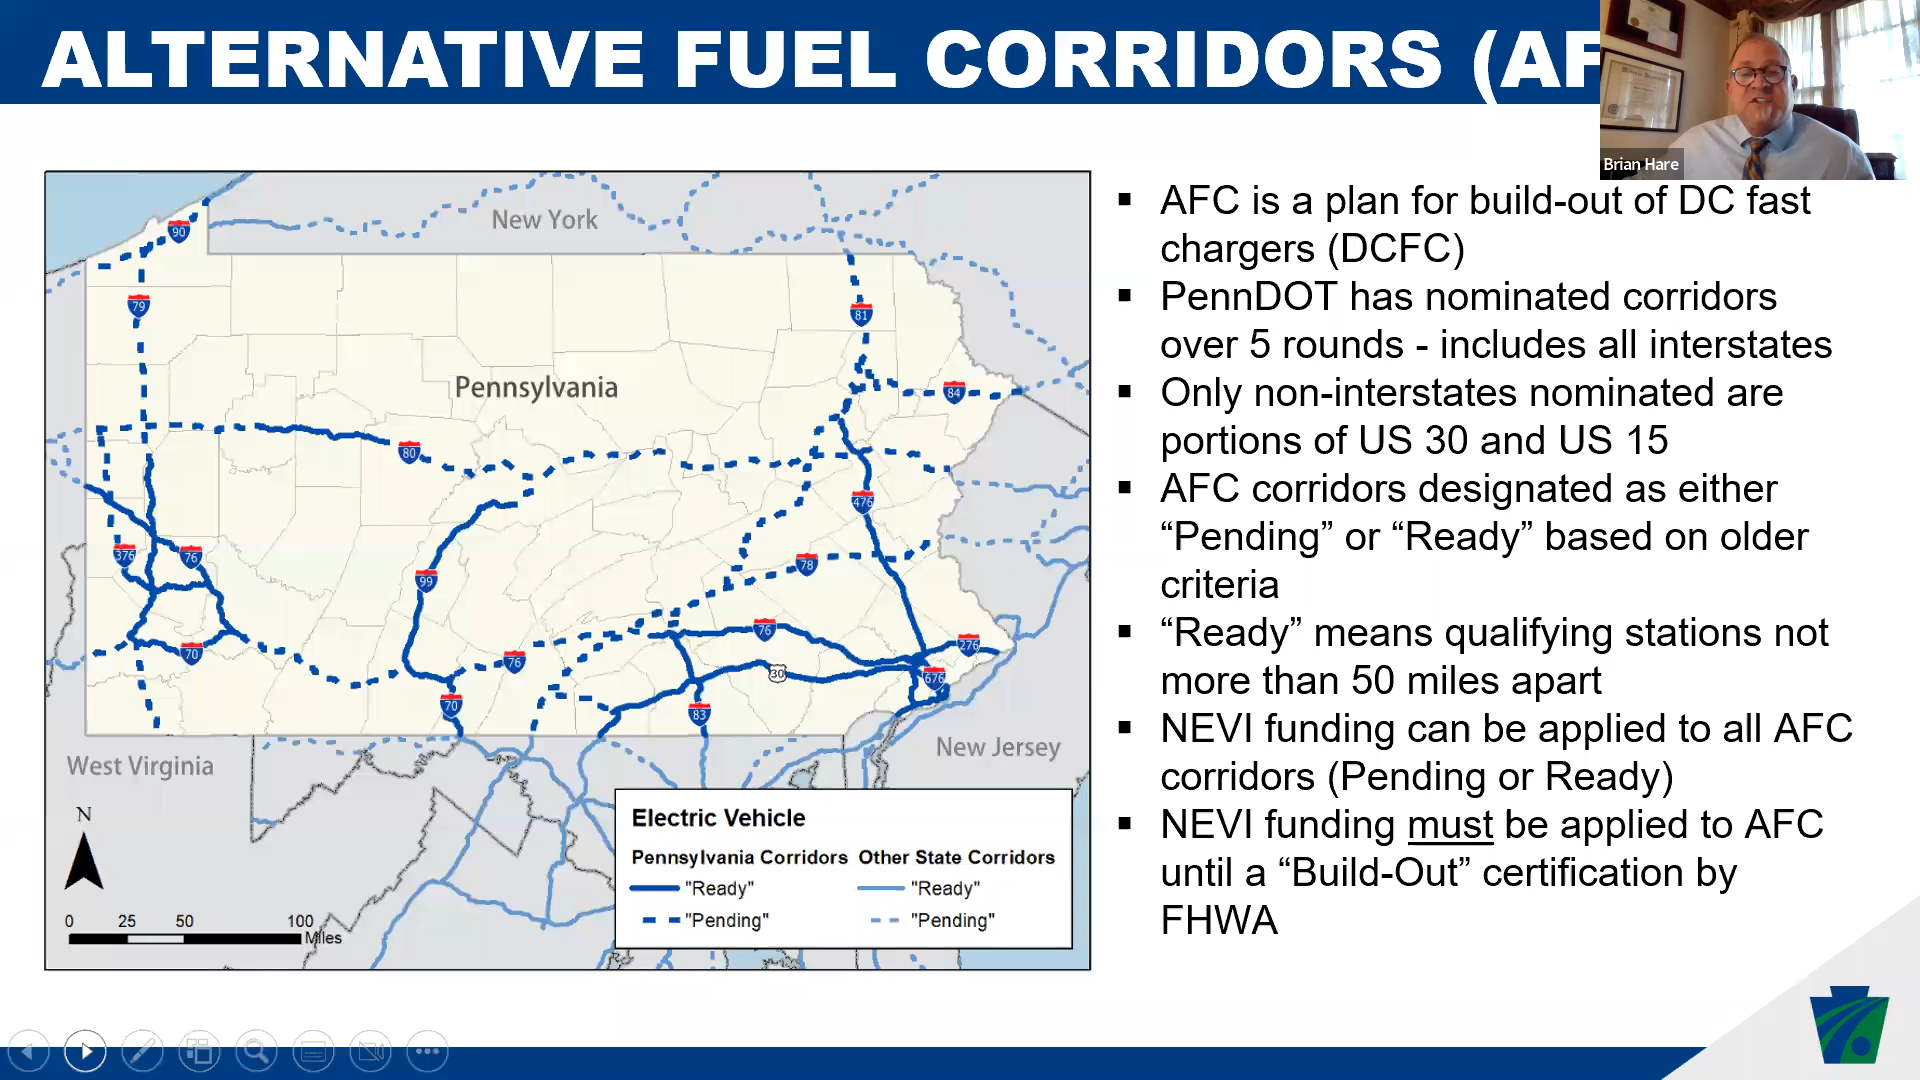 ALTERNATIVE FUEL CORRIDORS (AF
Brian Hare
New York
Pennsylvania
West Virginia
New Jersey
90
79
81
84
80
476
376
76
99
78
70
76
76
276
30
676
70
83
N
0 25 50 100
Miles
Electric Vehicle
Pennsylvania Corridors Other State Corridors
"Ready" "Ready"
"Pending" "Pending"
▪ AFC is a plan for build-out of DC fast
chargers (DCFC)
▪ PennDOT has nominated corridors
over 5 rounds - includes all interstates
▪ Only non-interstates nominated are
portions of US 30 and US 15
▪ AFC corridors designated as either
“Pending” or “Ready” based on older
criteria
▪ “Ready” means qualifying stations not
more than 50 miles apart
▪ NEVI funding can be applied to all AFC
corridors (Pending or Ready)
▪ NEVI funding must be applied to AFC
until a “Build-Out” certification by
FHWA